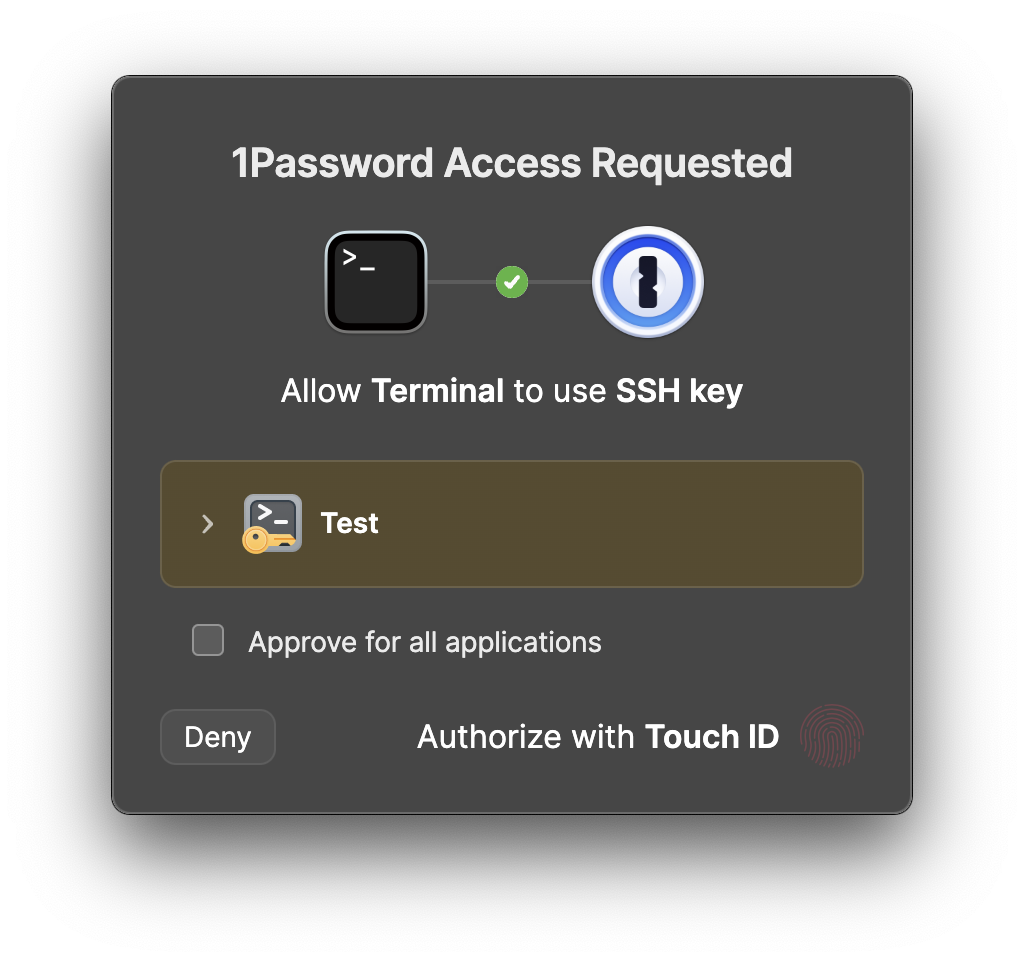 1Password Access Requested
>_
Allow Terminal to use SSH key
>_
Test
Approve for all applications
Deny
Authorize with Touch ID